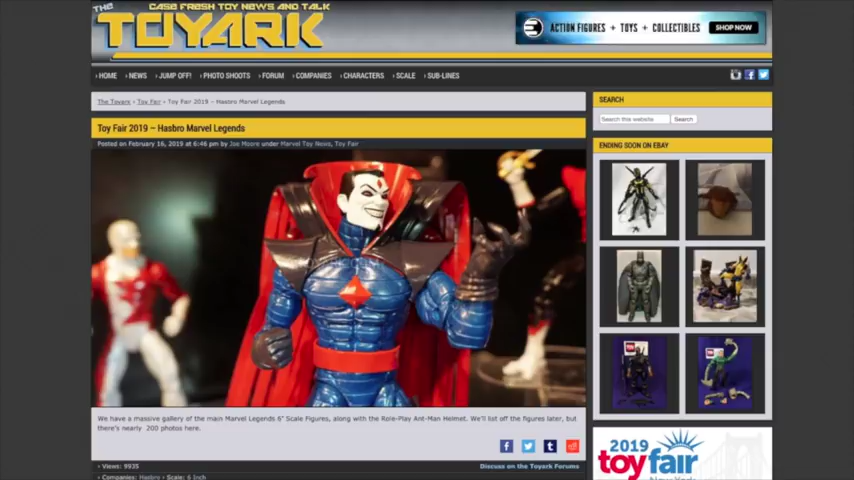 CASE FRESH TOY NEWS AND TALK
THE TOYARK
ACTION FIGURES + TOYS + COLLECTIBLES SHOP NOW
› HOME › NEWS › JUMP OFF! › PHOTO SHOOTS › FORUM › COMPANIES › CHARACTERS › SCALE › SUB-LINES
The Toyark › Toy Fair › Toy Fair 2019 – Hasbro Marvel Legends
Toy Fair 2019 – Hasbro Marvel Legends
Posted on February 16, 2019 at 6:46 pm by Joe Moore under Marvel Toy News, Toy Fair
We have a massive gallery of the main Marvel Legends 6" Scale Figures, along with the Role-Play Ant-Man Helmet. We'll list off the figures later, but
there's nearly 200 photos here.
› Views: 9935
Discuss on the Toyark Forums
› Companies: Hasbro › Scale: 6 Inch
SEARCH
Search this website Search
ENDING SOON ON EBAY
2019
toyfair
New York